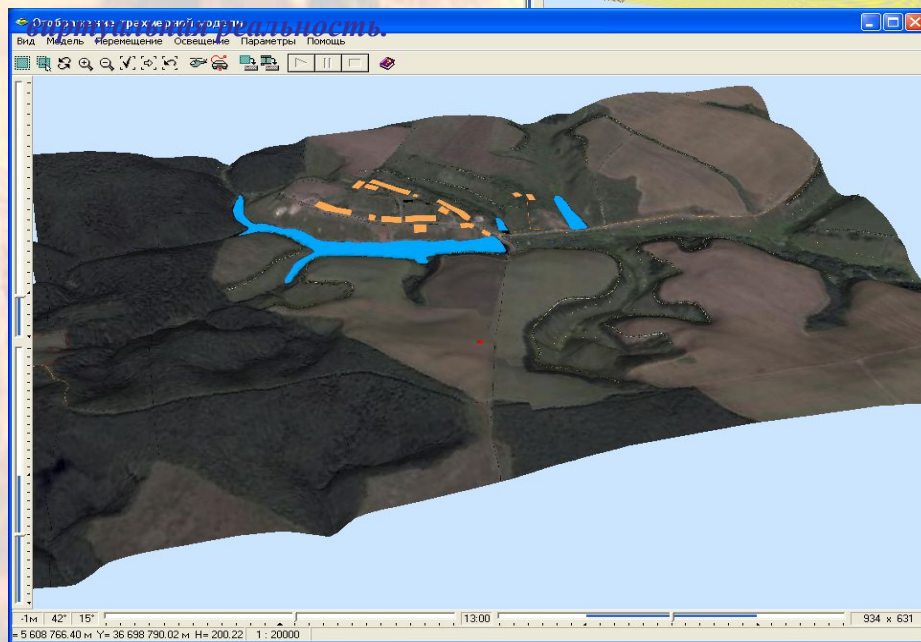 Отображение трехмерной модели
виртуальная реальность.
Вид Модель Перемещение Освещение Параметры Помощь
-1м 42° 15° 13:00 934 x 631
= 5 608 766.40 м Y= 36 698 790.02 м H= 200.22 1 : 20000